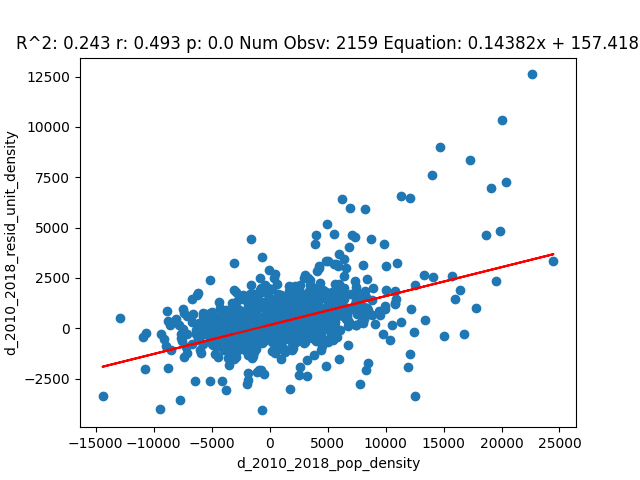 R^2: 0.243 r: 0.493 p: 0.0 Num Obsv: 2159 Equation: 0.14382x + 157.418
12500
10000
7500
5000
2500
0
−2500
d_2010_2018_resid_unit_density
−15000 −10000 −5000 0 5000 10000 15000 20000 25000
d_2010_2018_pop_density